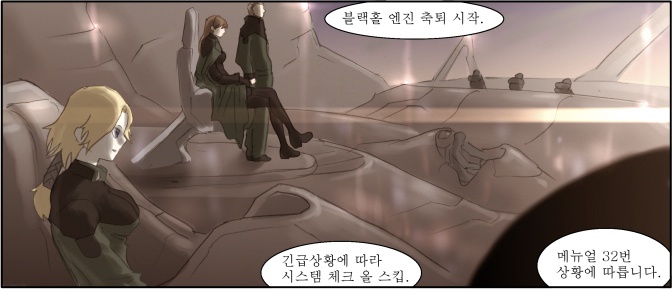 블랙홀 엔진 축퇴 시작.
긴급상황에 따라
시스템 체크 올 스킵.
메뉴얼 32번
상황에 따릅니다.